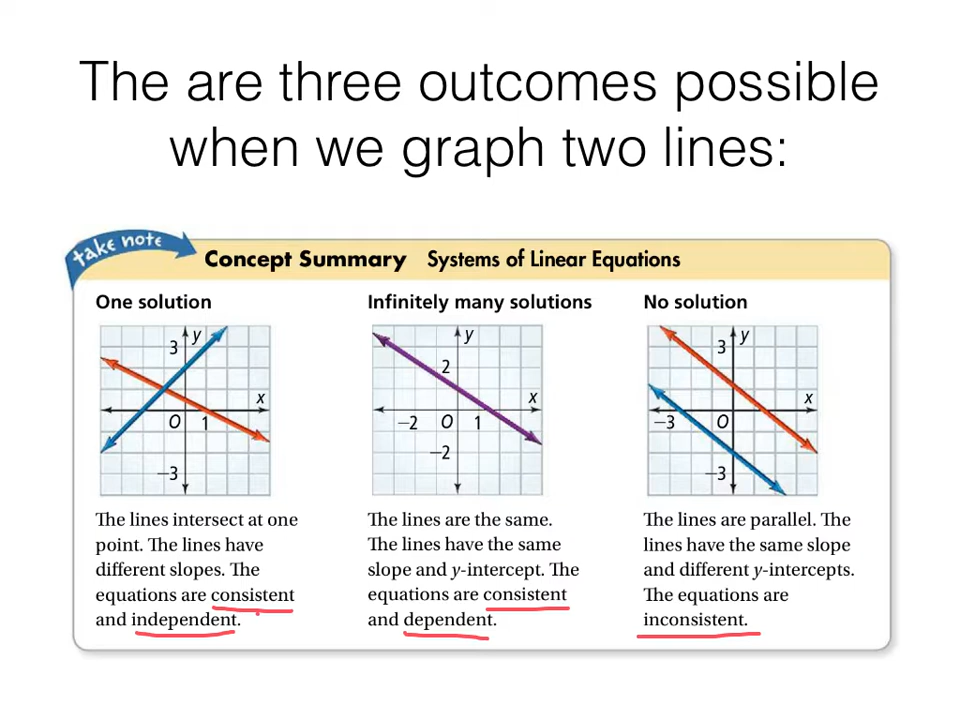 The are three outcomes possible
when we graph two lines:
take note
Concept Summary Systems of Linear Equations
One solution
Infinitely many solutions
No solution
y
3
x
O
1
−3
y
2
x
−2
O
1
−2
y
3
x
−3
O
−3
The lines intersect at one
point. The lines have
different slopes. The
equations are consistent
and independent.
The lines are the same.
The lines have the same
slope and y-intercept. The
equations are consistent
and dependent.
The lines are parallel. The
lines have the same slope
and different y-intercepts.
The equations are
inconsistent.